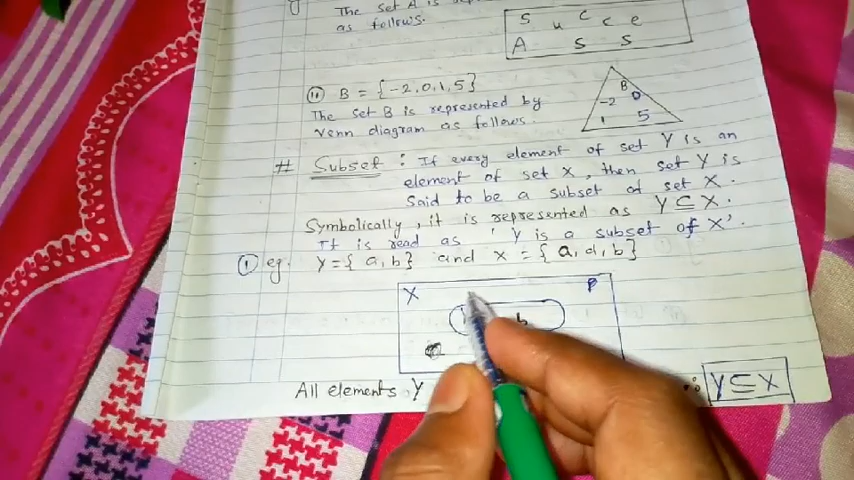 The set A is
as follows.
S u c c e
A s s
(ii) B = {-2, 0, 1, 5}
The set B is represented by
Venn diagram as follows.
B
-2 0
1 5
# Subset : If every element of set Y is an
element of set X, then set Y is
said to be a subset of set X.
Symbolically, it is represented as Y ⊆ X.
It is read as 'Y is a subset of X'.
(1) eg. Y = {a, b} and X = {a, d, b}
X
b
All elements Y
∴ Y ⊆ X